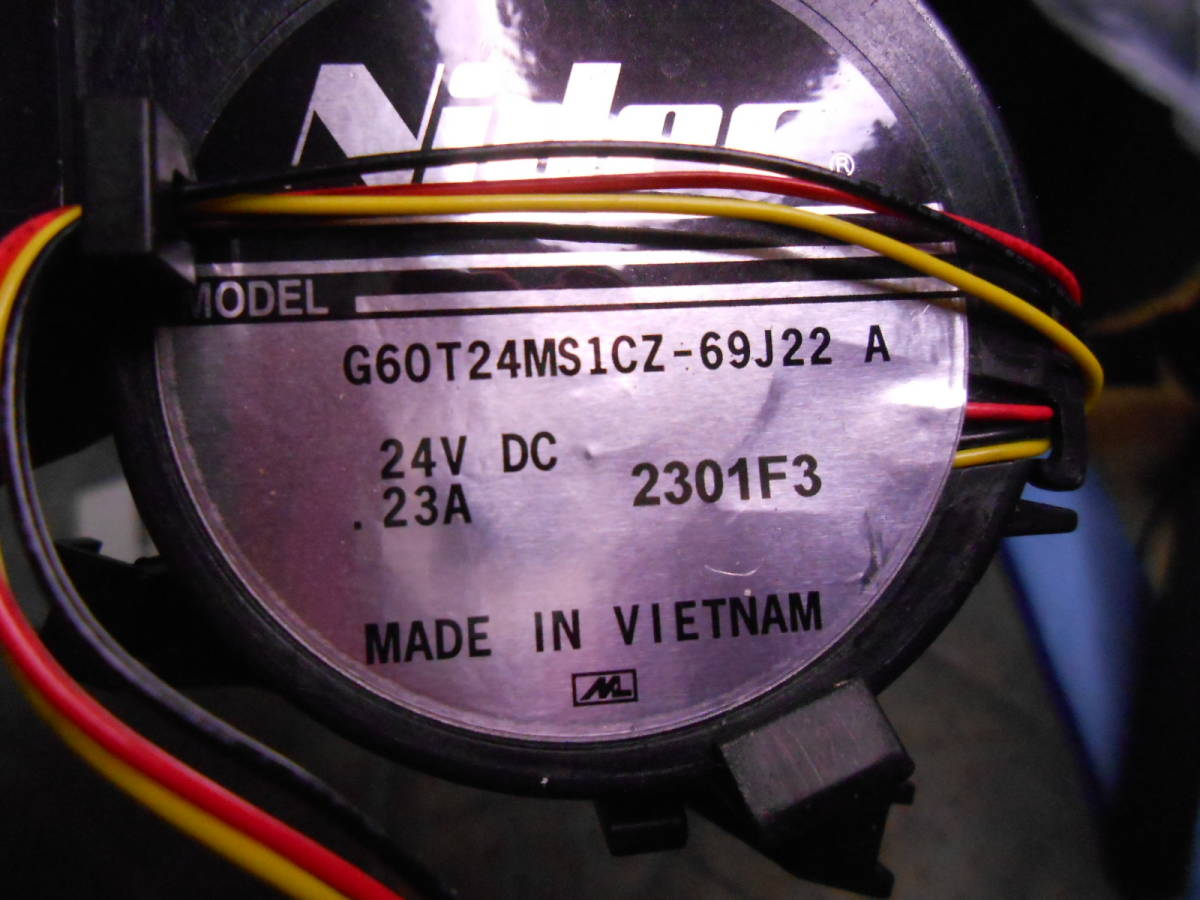 Nidec ®
MODEL
G60T24MS1CZ-69J22 A
24V DC
.23A 2301F3
MADE IN VIETNAM